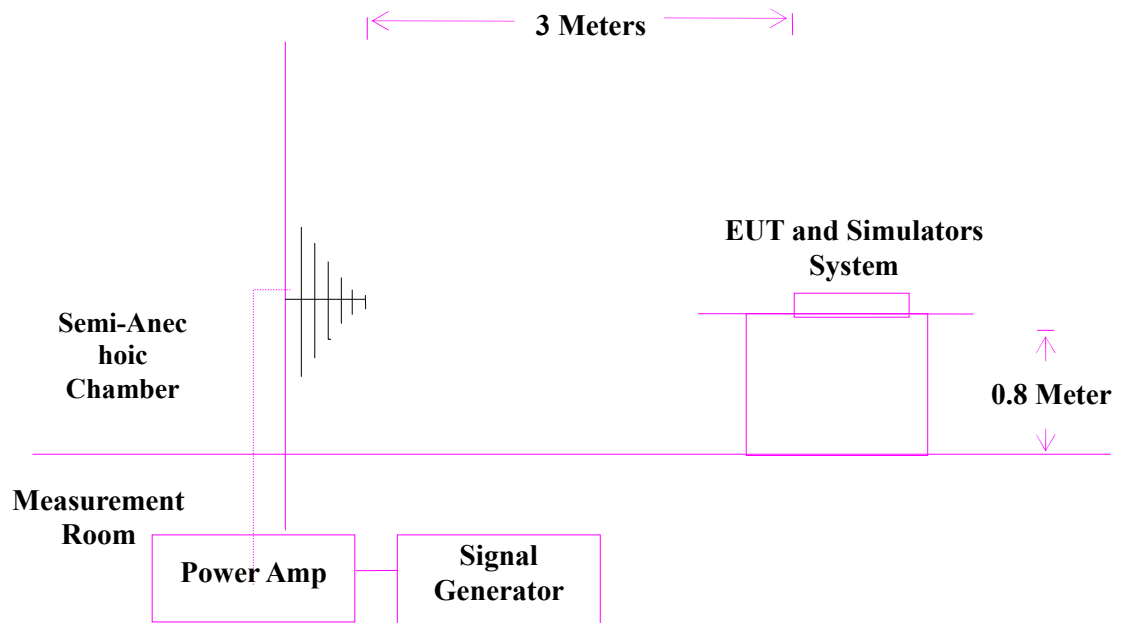 3 Meters
EUT and Simulators
System
Semi-Anec
hoic
Chamber
0.8 Meter
Measurement
Room
Power Amp
Signal
Generator